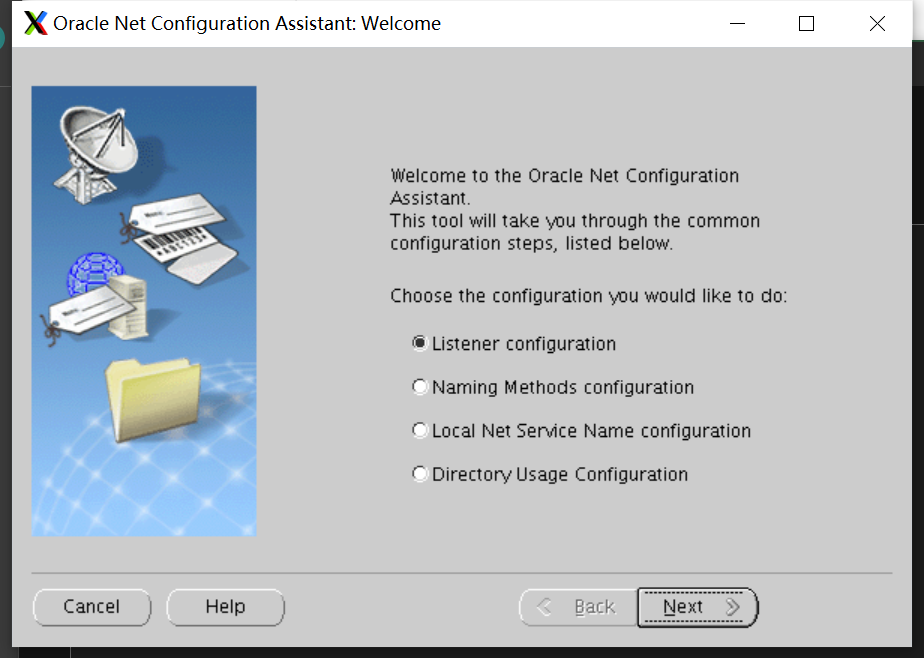 Oracle Net Configuration Assistant: Welcome
Welcome to the Oracle Net Configuration
Assistant.
This tool will take you through the common
configuration steps, listed below.
Choose the configuration you would like to do:
Listener configuration
Naming Methods configuration
Local Net Service Name configuration
Directory Usage Configuration
Cancel
Help
Back
Next